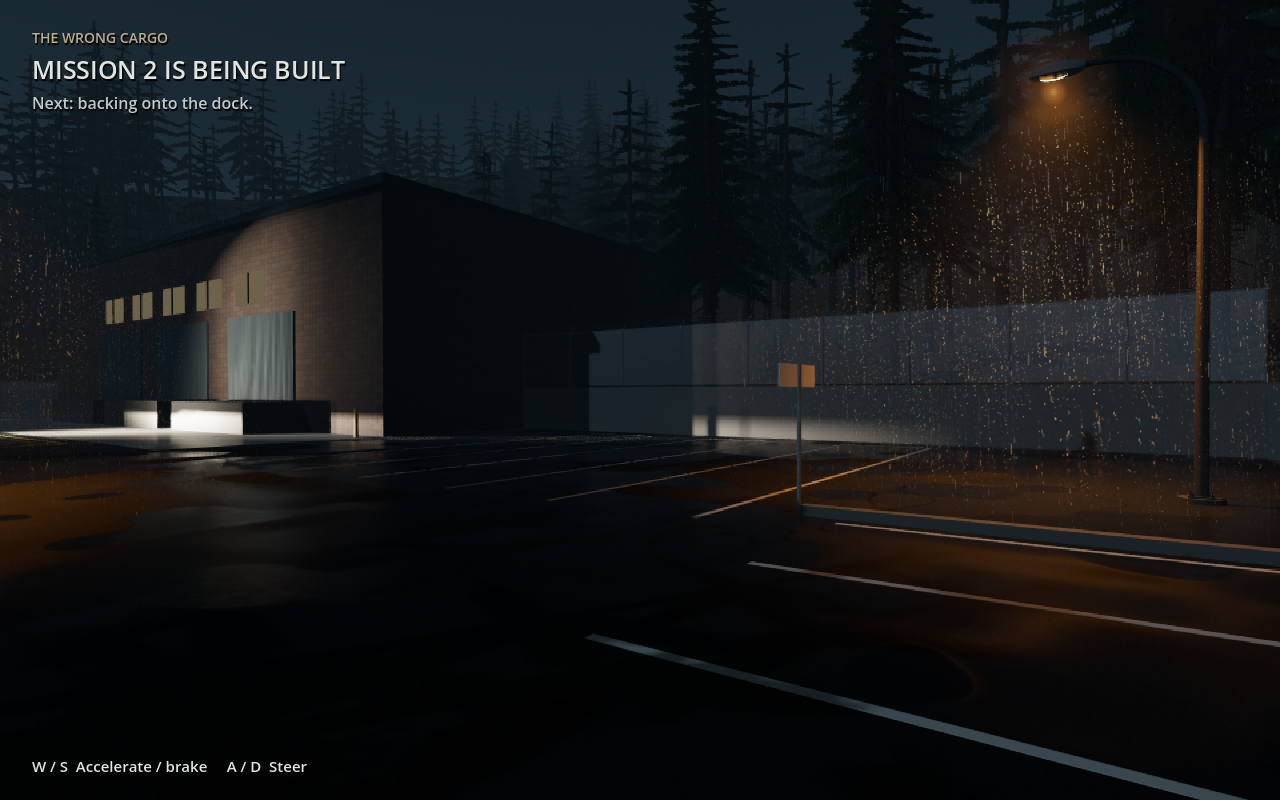 THE WRONG CARGO
MISSION 2 IS BEING BUILT
Next: backing onto the dock.
W / S Accelerate / brake A / D Steer